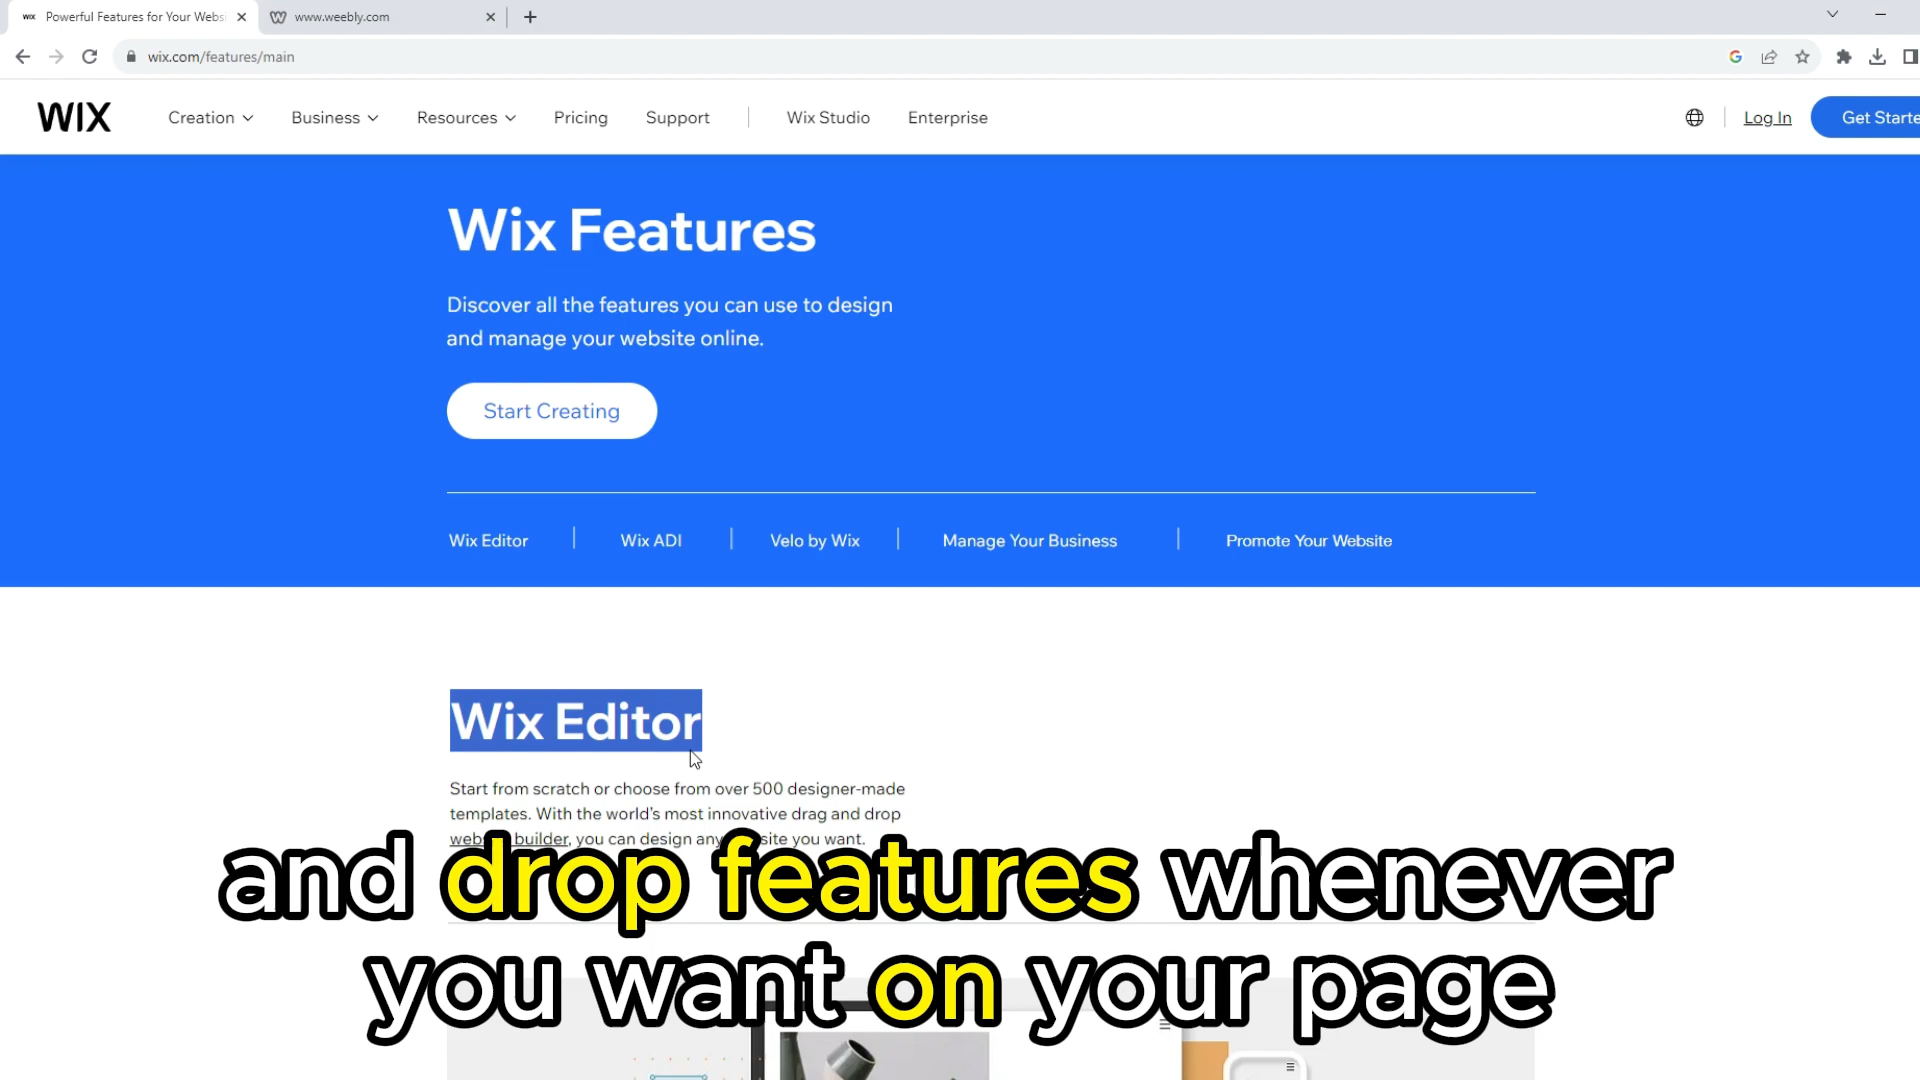 WIX Powerful Features for Your Websi
www.weebly.com
wix.com/features/main
WIX Creation Business Resources Pricing Support Wix Studio Enterprise Log In Get Starte
Wix Features
Discover all the features you can use to design
and manage your website online.
Start Creating
Wix Editor Wix ADI Velo by Wix Manage Your Business Promote Your Website
Wix Editor
Start from scratch or choose from over 500 designer-made
templates. With the world's most innovative drag and drop
builder, you can design any site you want.
and drop features whenever
you want on your page